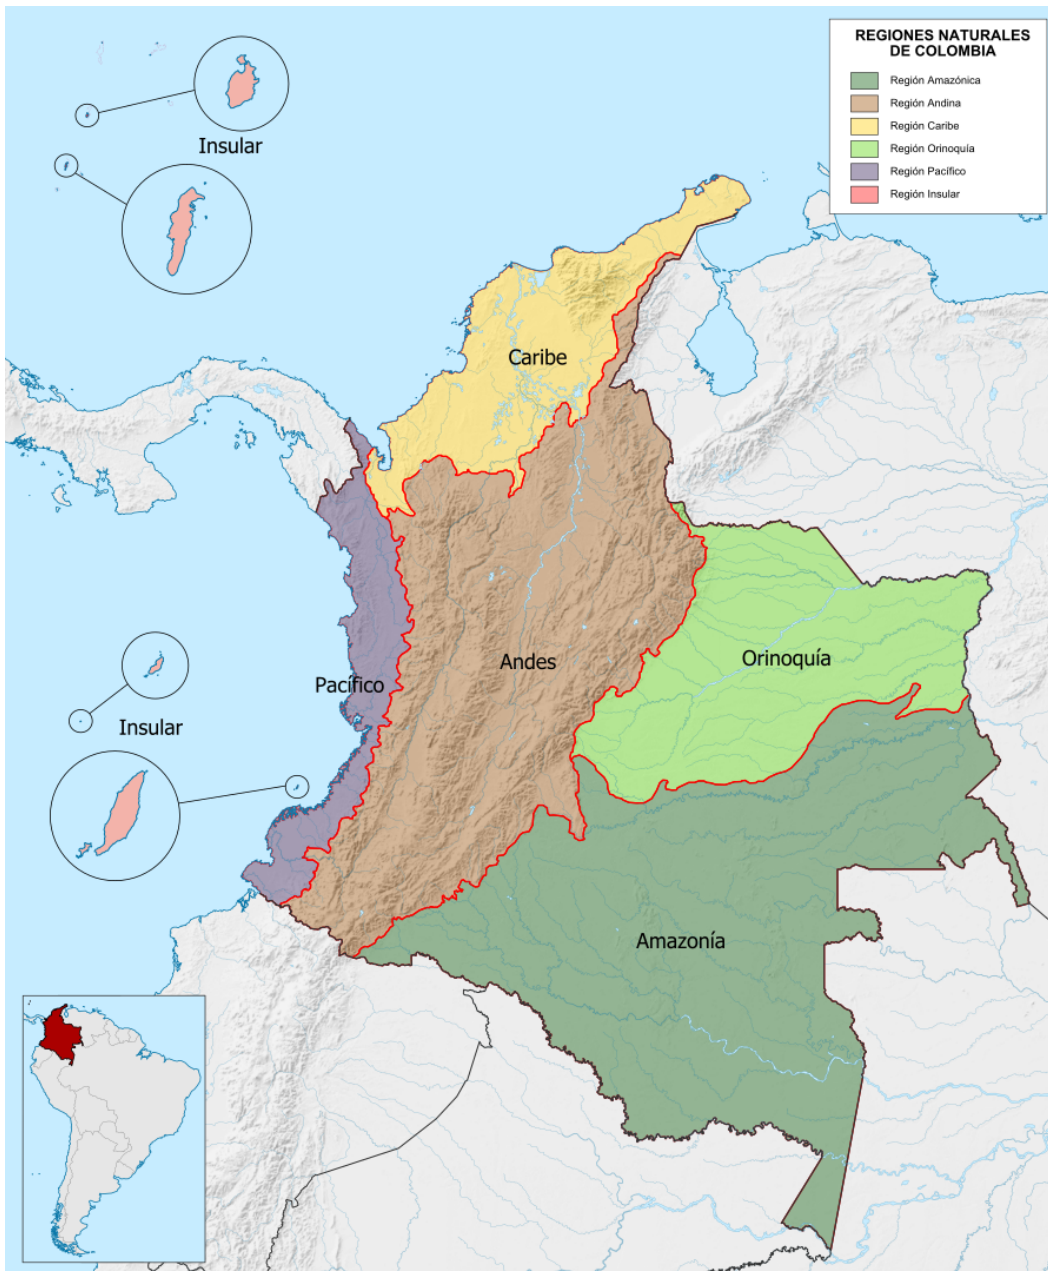 REGIONES NATURALES
DE COLOMBIA
Región Amazónica
Región Andina
Región Caribe
Región Orinoquía
Región Pacífico
Región Insular
Insular
Caribe
Andes
Orinoquía
Pacífico
Insular
Amazonía